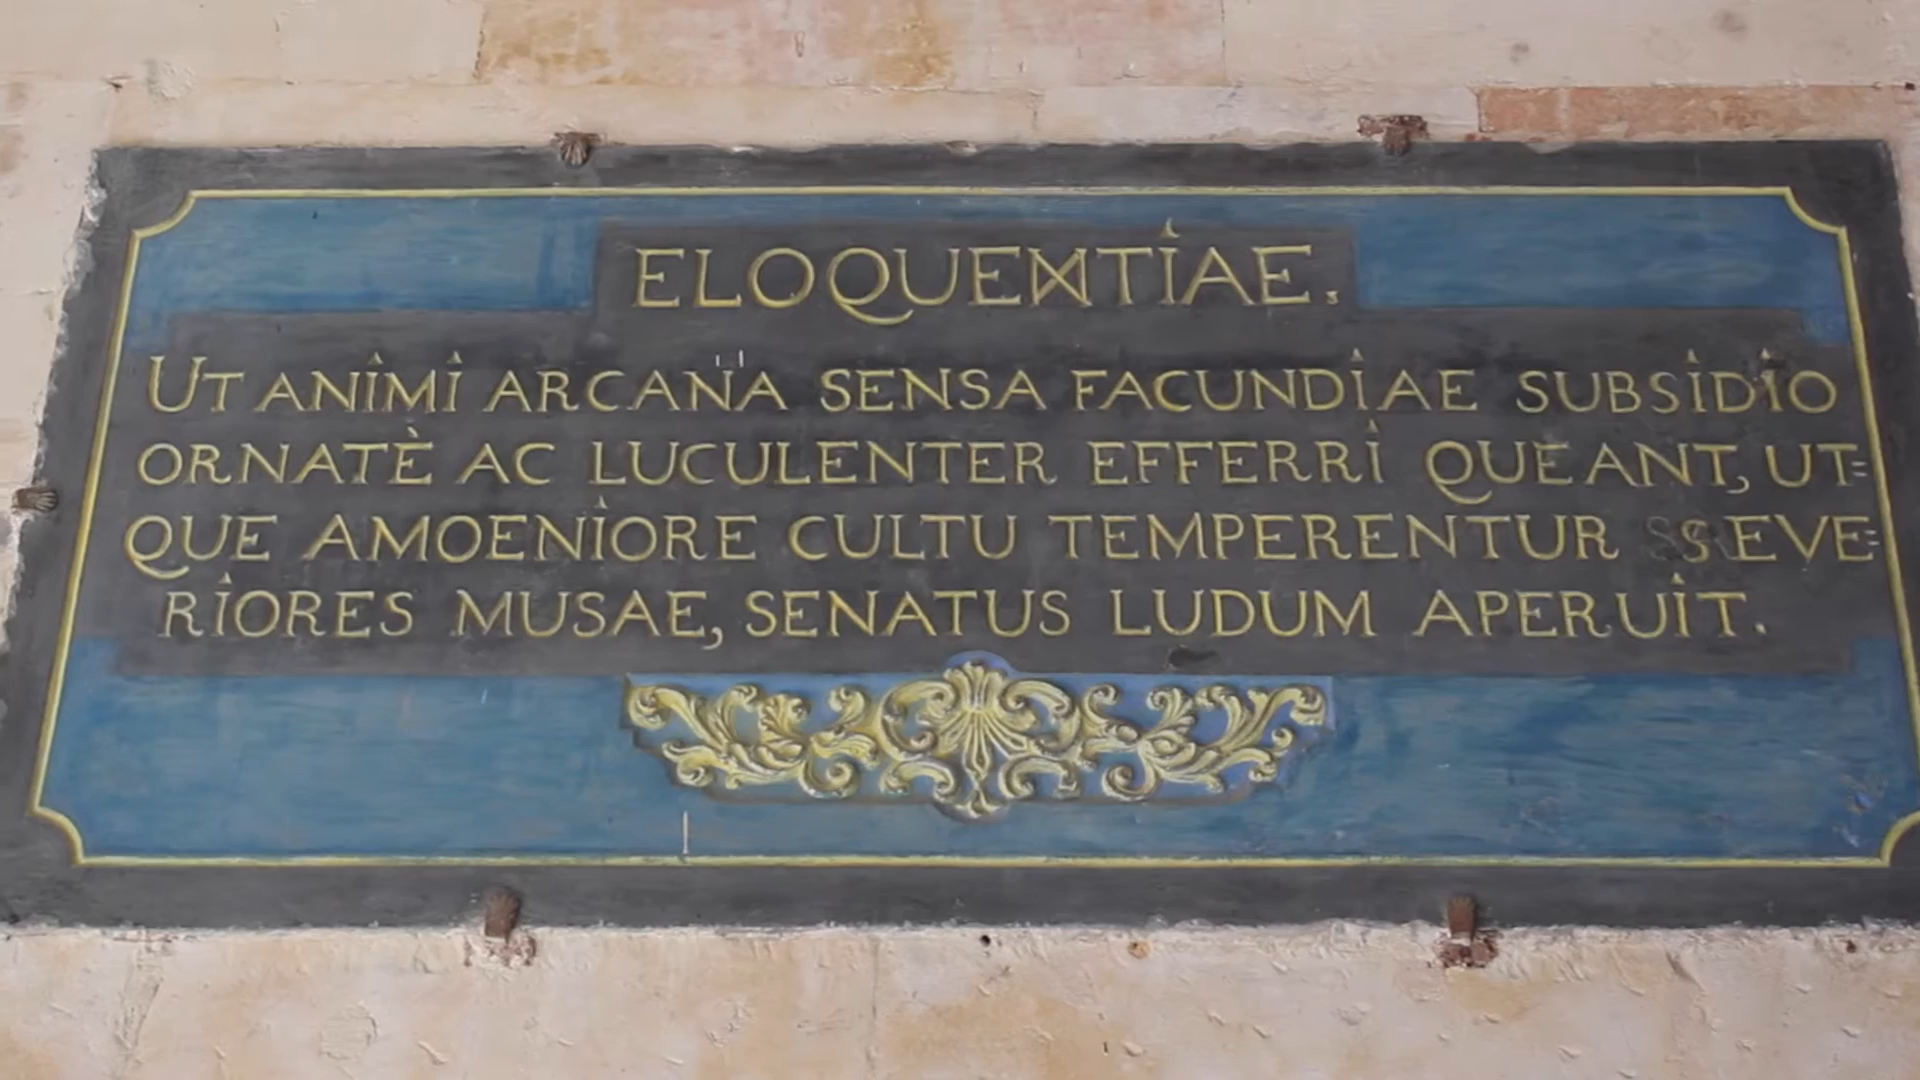 ELOQUENTIAE.
UT ANIMI ARCANA SENSA FACUNDIAE SUBSIDIO
ORNATÈ AC LUCULENTER EFFERRI QUEANT, UT=
QUE AMOENIORE CULTU TEMPERENTUR SEVE=
RIORES MUSAE, SENATUS LUDUM APERUIT.